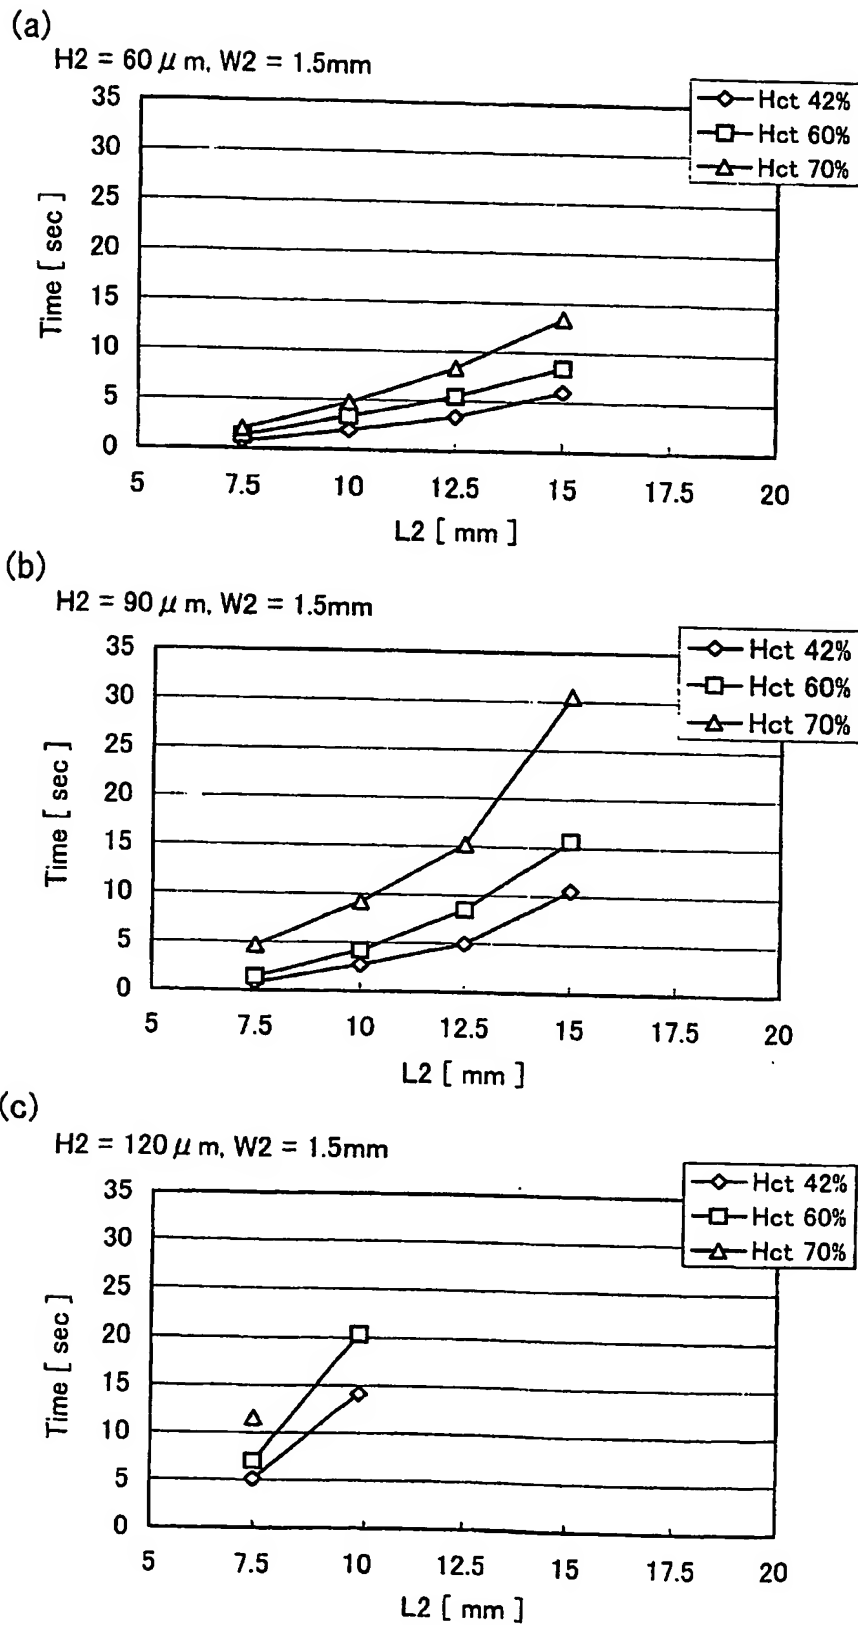 (a)
H2 = 60 μ m, W2 = 1.5mm
Hct 42%
Hct 60%
Hct 70%
35
30
25
20
15
10
5
0
Time [ sec ]
5 7.5 10 12.5 15 17.5 20
L2 [ mm ]
(b)
H2 = 90 μ m, W2 = 1.5mm
Hct 42%
Hct 60%
Hct 70%
35
30
25
20
15
10
5
0
Time [ sec ]
5 7.5 10 12.5 15 17.5 20
L2 [ mm ]
(c)
H2 = 120 μ m, W2 = 1.5mm
Hct 42%
Hct 60%
Hct 70%
35
30
25
20
15
10
5
0
Time [ sec ]
5 7.5 10 12.5 15 17.5 20
L2 [ mm ]